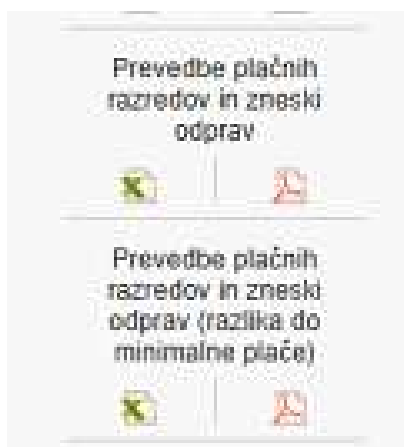 Prevedbe plačnih
razredov in zneski
odprav
Prevedbe plačnih
razredov in zneski
odprav (razlika do
minimalne plače)